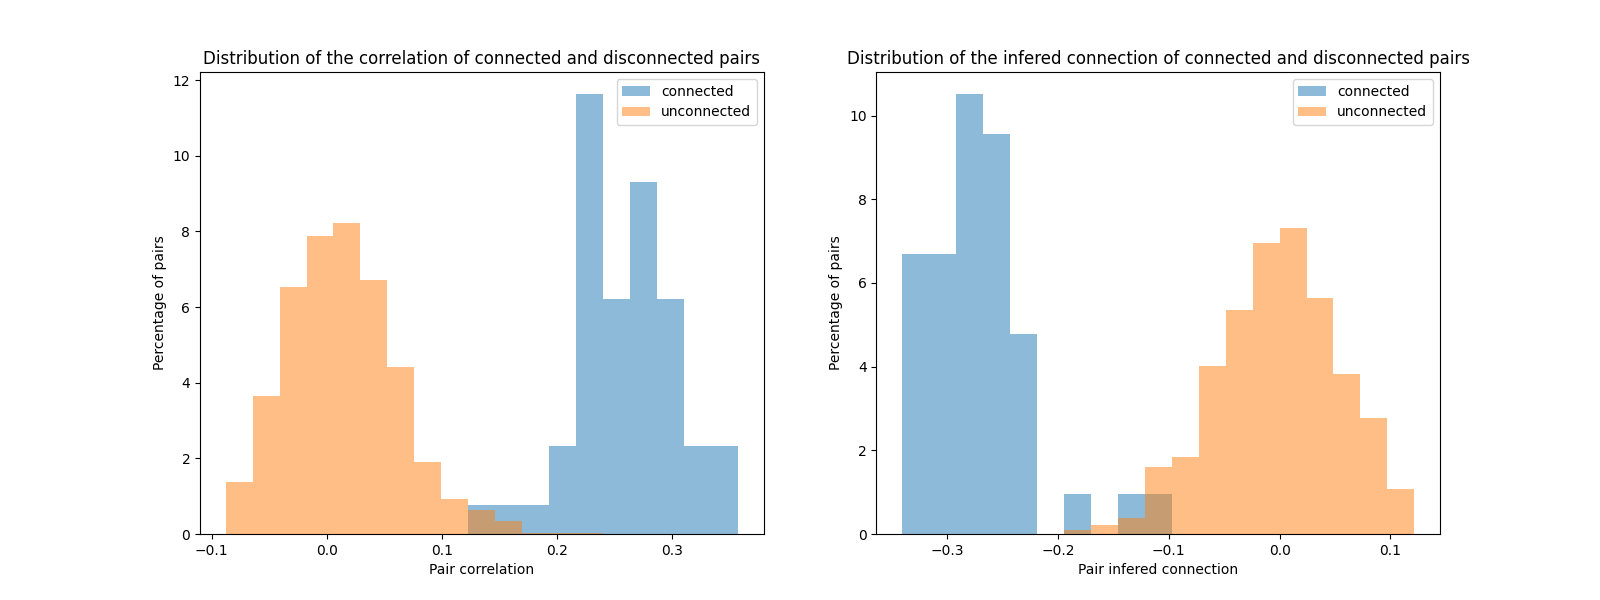 Distribution of the correlation of connected and disconnected pairs
connected
unconnected
Percentage of pairs
12
10
8
6
4
2
0
−0.1 0.0 0.1 0.2 0.3
Pair correlation
Distribution of the infered connection of connected and disconnected pairs
connected
unconnected
Percentage of pairs
10
8
6
4
2
0
−0.3 −0.2 −0.1 0.0 0.1
Pair infered connection